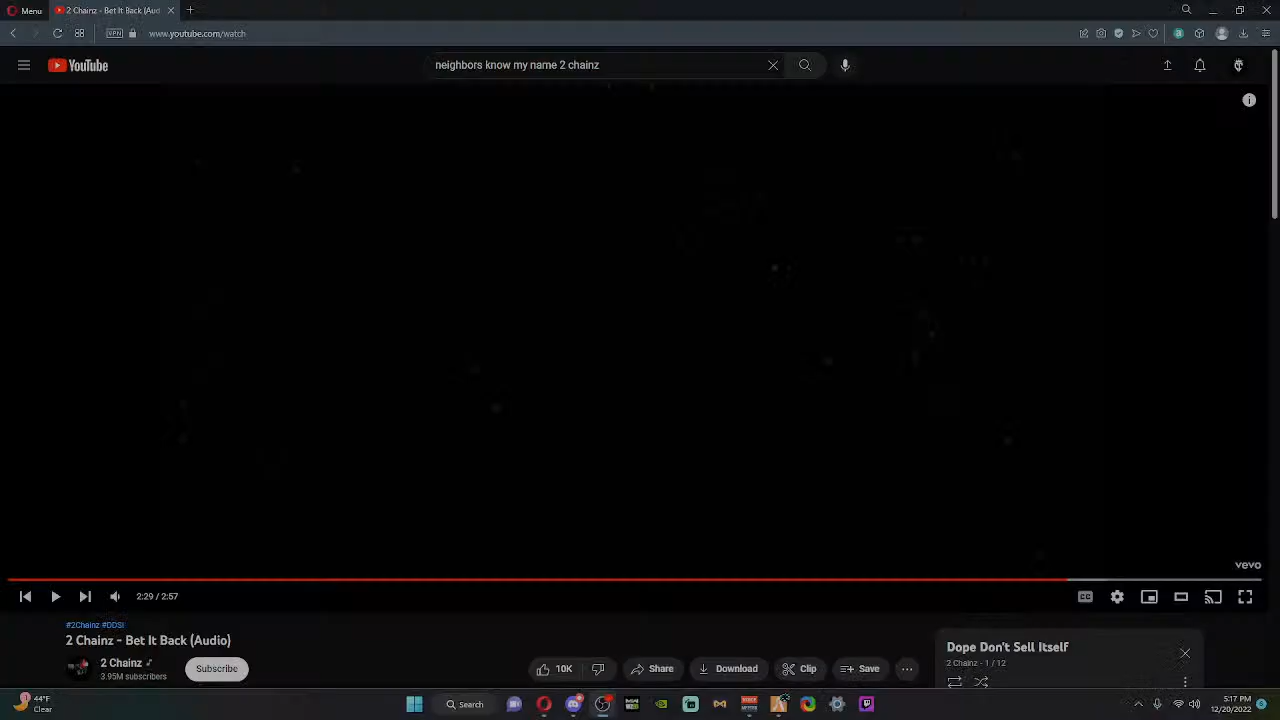 Menu
2 Chainz - Bet It Back (Aud
VPN
www.youtube.com/watch
YouTube
neighbors know my name 2 chainz
vevo
2:29 / 2:57
CC
#2Chainz #DDSI
2 Chainz - Bet It Back (Audio)
2 Chainz
3.95M subscribers
Subscribe
10K
Share
Download
Clip
Save
Dope Don't Sell Itself
2 Chainz - 1 / 12
44°F
Clear
Search
5:17 PM
12/20/2022